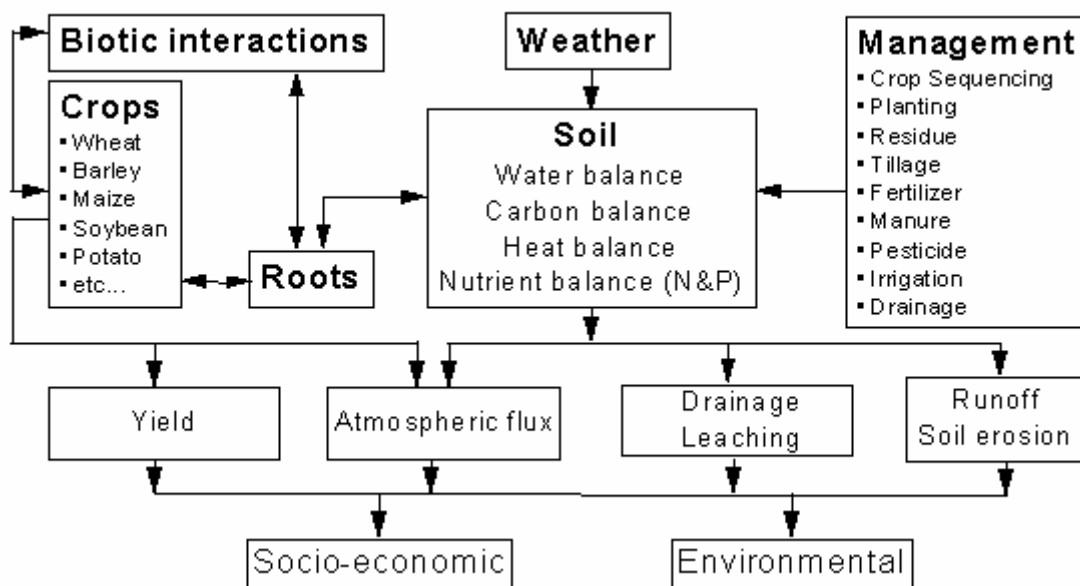 Biotic interactions
Weather
Management
▪ Crop Sequencing
▪ Planting
▪ Residue
▪ Tillage
▪ Fertilizer
▪ Manure
▪ Pesticide
▪ Irrigation
▪ Drainage
Crops
▪ Wheat
▪ Barley
▪ Maize
▪ Soybean
▪ Potato
▪ etc...
Soil
Water balance
Carbon balance
Heat balance
Nutrient balance (N&P)
Roots
Yield
Atmospheric flux
Drainage
Leaching
Runoff
Soil erosion
Socio-economic
Environmental